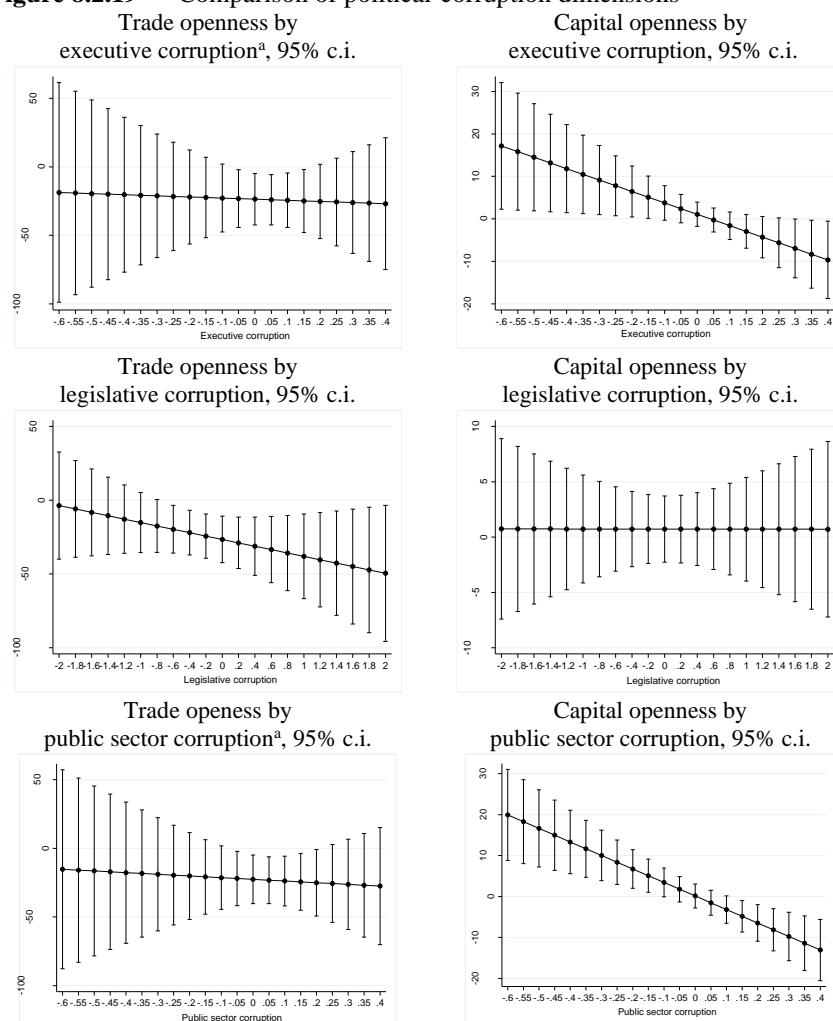 igure 8.2.19 Comparison of political corruption dimensions
Trade openness by
executive corruptionᵃ, 95% c.i.
50
0
-50
-100
-.6 -.55 -.5 -.45 -.4 -.35 -.3 -.25 -.2 -.15 -.1 -.05 0 .05 .1 .15 .2 .25 .3 .35 .4
Executive corruption
Capital openness by
executive corruption, 95% c.i.
30
20
10
0
-10
-20
-.6 -.55 -.5 -.45 -.4 -.35 -.3 -.25 -.2 -.15 -.1 -.05 0 .05 .1 .15 .2 .25 .3 .35 .4
Executive corruption
Trade openness by
legislative corruption, 95% c.i.
50
0
-50
-100
-2 -1.8 -1.6 -1.4 -1.2 -1 -.8 -.6 -.4 -.2 0 .2 .4 .6 .8 1 1.2 1.4 1.6 1.8 2
Legislative corruption
Capital openness by
legislative corruption, 95% c.i.
10
5
0
-5
-10
-2 -1.8 -1.6 -1.4 -1.2 -1 -.8 -.6 -.4 -.2 0 .2 .4 .6 .8 1 1.2 1.4 1.6 1.8 2
Legislative corruption
Trade openess by
public sector corruptionᵃ, 95% c.i.
50
0
-50
-100
-.6 -.55 -.5 -.45 -.4 -.35 -.3 -.25 -.2 -.15 -.1 -.05 0 .05 .1 .15 .2 .25 .3 .35 .4
Public sector corruption
Capital openness by
public sector corruption, 95% c.i.
30
20
10
0
-10
-20
-.6 -.55 -.5 -.45 -.4 -.35 -.3 -.25 -.2 -.15 -.1 -.05 0 .05 .1 .15 .2 .25 .3 .35 .4
Public sector corruption